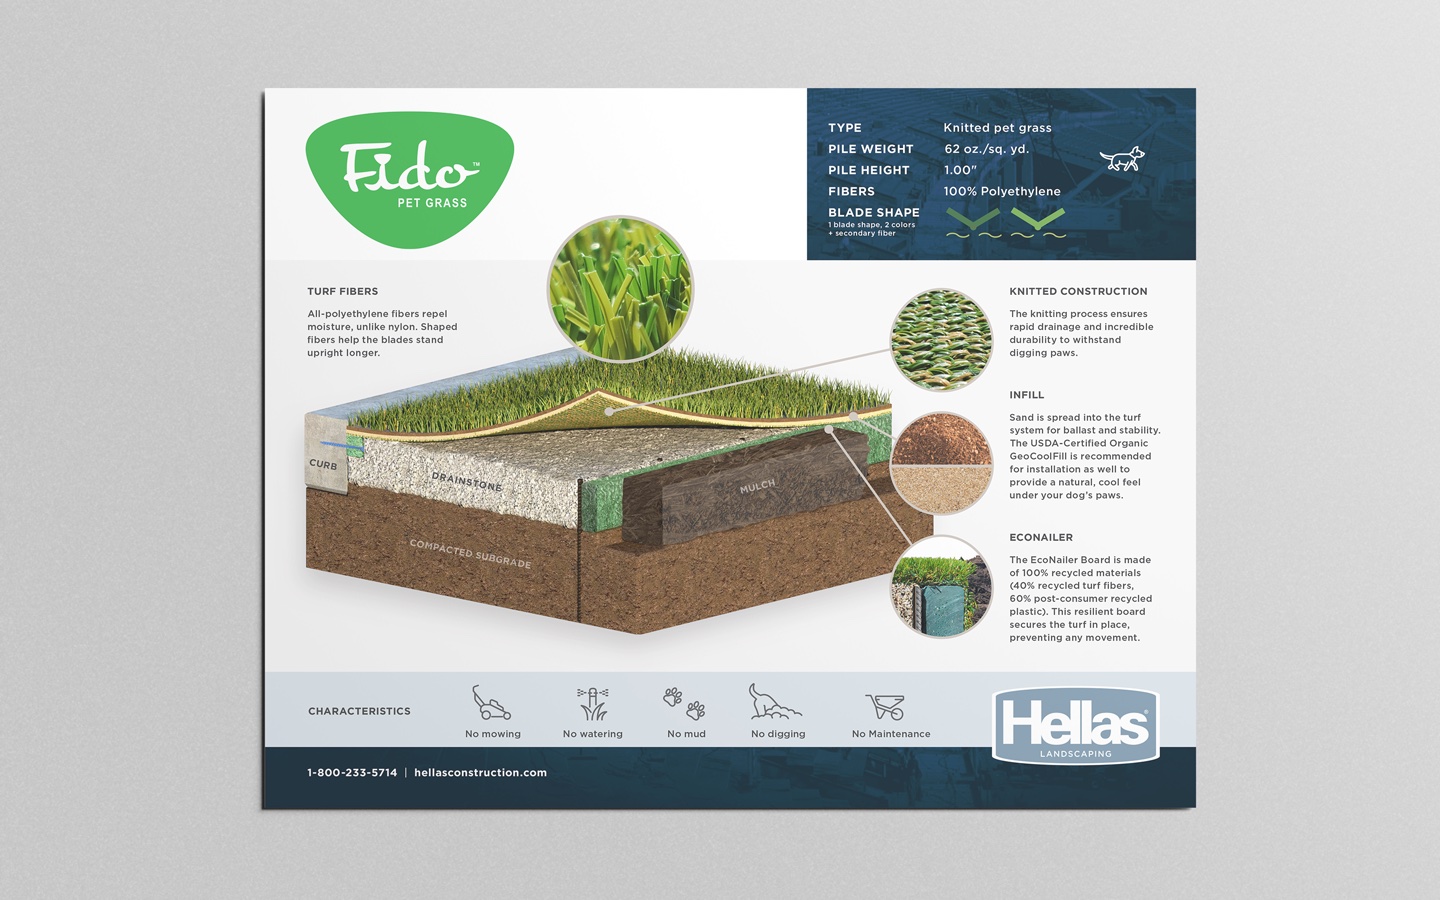 Fido™
PET GRASS
TYPE Knitted pet grass
PILE WEIGHT 62 oz./sq. yd.
PILE HEIGHT 1.00"
FIBERS 100% Polyethylene
BLADE SHAPE
1 blade shape, 2 colors
+ secondary fiber
TURF FIBERS
All-polyethylene fibers repel
moisture, unlike nylon. Shaped
fibers help the blades stand
upright longer.
CURB
DRAINSTONE
MULCH
COMPACTED SUBGRADE
KNITTED CONSTRUCTION
The knitting process ensures
rapid drainage and incredible
durability to withstand
digging paws.
INFILL
Sand is spread into the turf
system for ballast and stability.
The USDA-Certified Organic
GeoCoolFill is recommended
for installation as well to
provide a natural, cool feel
under your dog's paws.
ECONAILER
The EcoNailer Board is made
of 100% recycled materials
(40% recycled turf fibers,
60% post-consumer recycled
plastic). This resilient board
secures the turf in place,
preventing any movement.
CHARACTERISTICS
No mowing
No watering
No mud
No digging
No Maintenance
Hellas®
LANDSCAPING
1-800-233-5714 | hellasconstruction.com